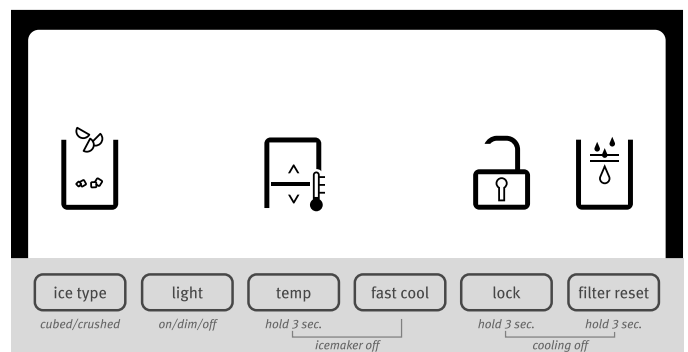 ice type light temp fast cool lock filter reset
cubed/crushed on/dim/off hold 3 sec. hold 3 sec. hold 3 sec.
icemaker off cooling off